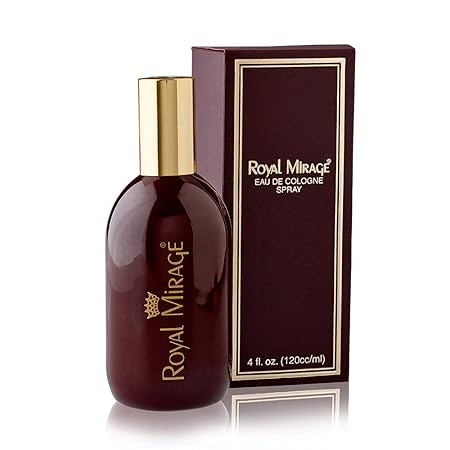 Royal Mirage®
EAU DE COLOGNE
SPRAY
4 fl. oz. (120cc/ml)
Royal Mirage®